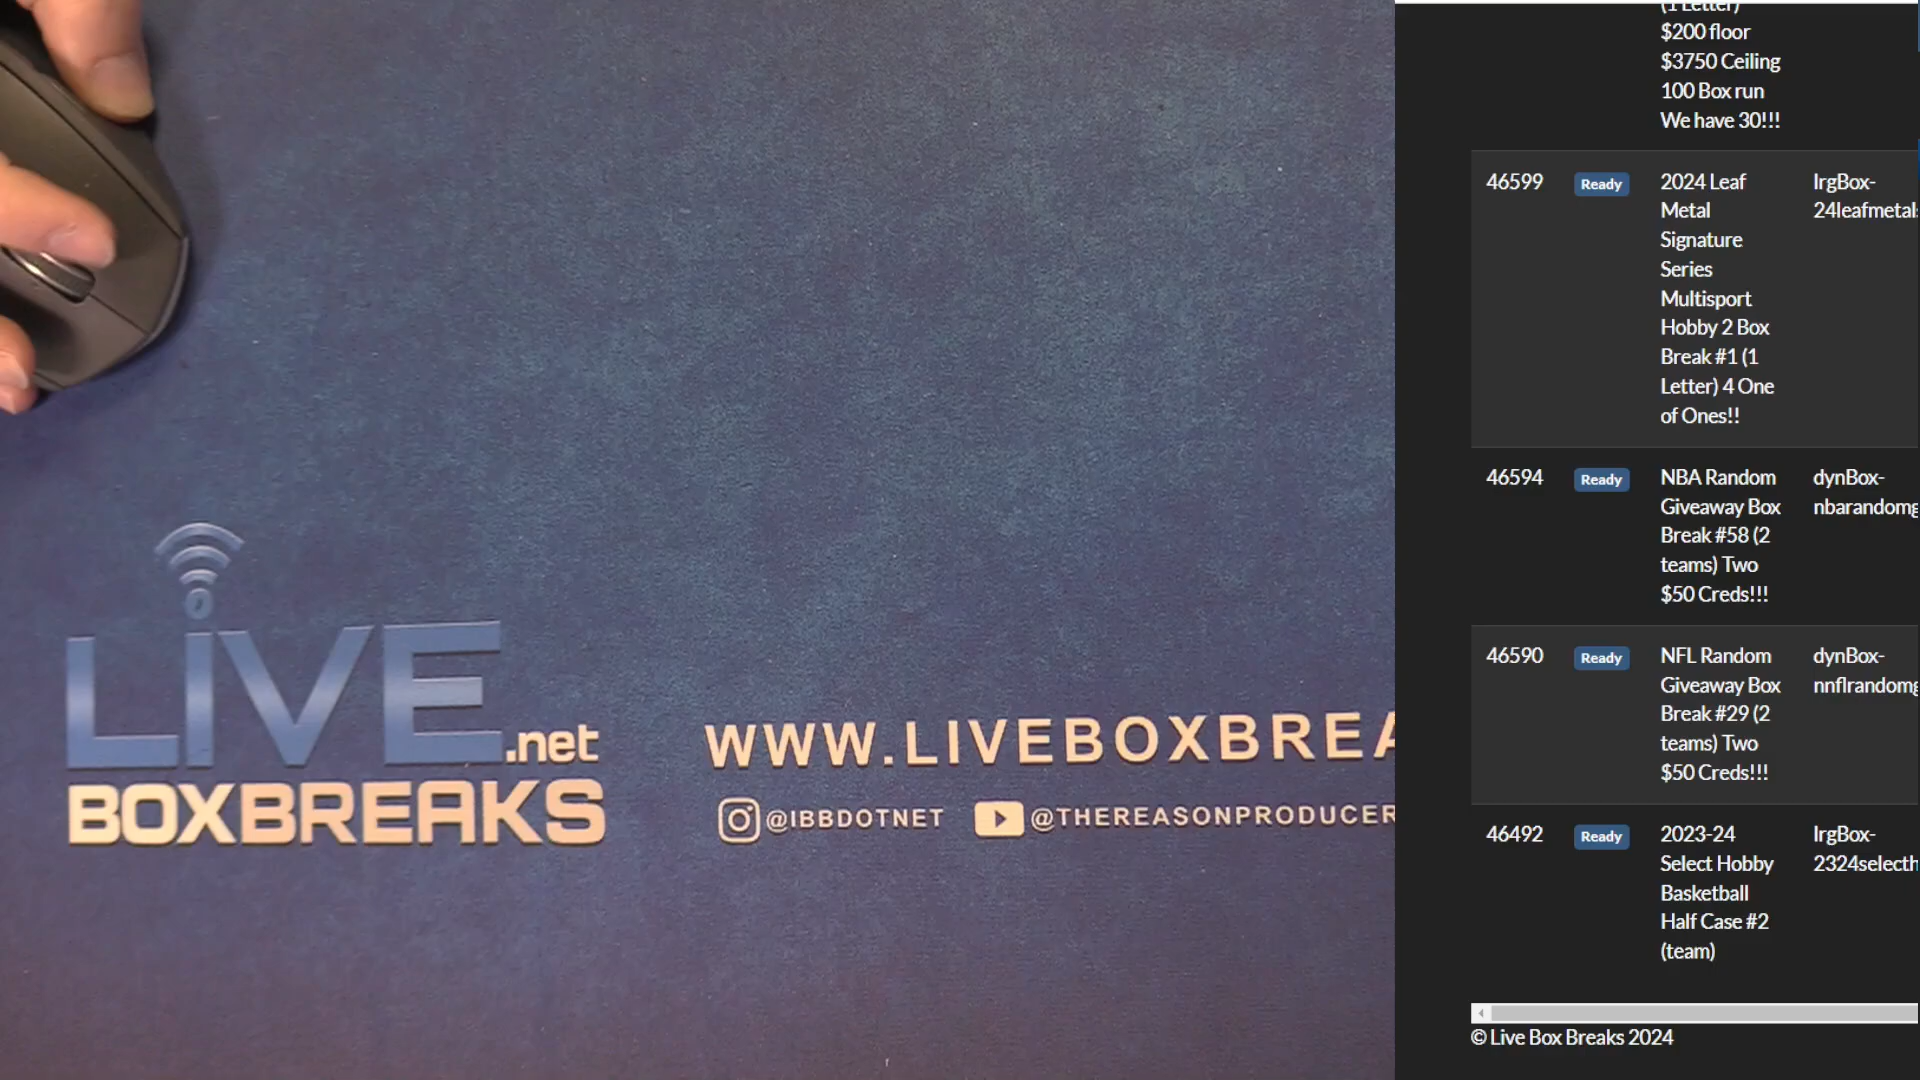 LIVE
.net
BOXBREAKS
WWW.LIVEBOXBREA
@IBBDOTNET @THEREASONPRODUCER
(1 Letter)
$200 floor
$3750 Ceiling
100 Box run
We have 30!!!
46599 Ready 2024 Leaf lrgBox-
Metal 24leafmetal
Signature
Series
Multisport
Hobby 2 Box
Break #1 (1
Letter) 4 One
of Ones!!
46594 Ready NBA Random dynBox-
Giveaway Box nbarandomg
Break #58 (2
teams) Two
$50 Creds!!!
46590 Ready NFL Random dynBox-
Giveaway Box nnflrandomg
Break #29 (2
teams) Two
$50 Creds!!!
46492 Ready 2023-24 lrgBox-
Select Hobby 2324selecth
Basketball
Half Case #2
(team)
© Live Box Breaks 2024